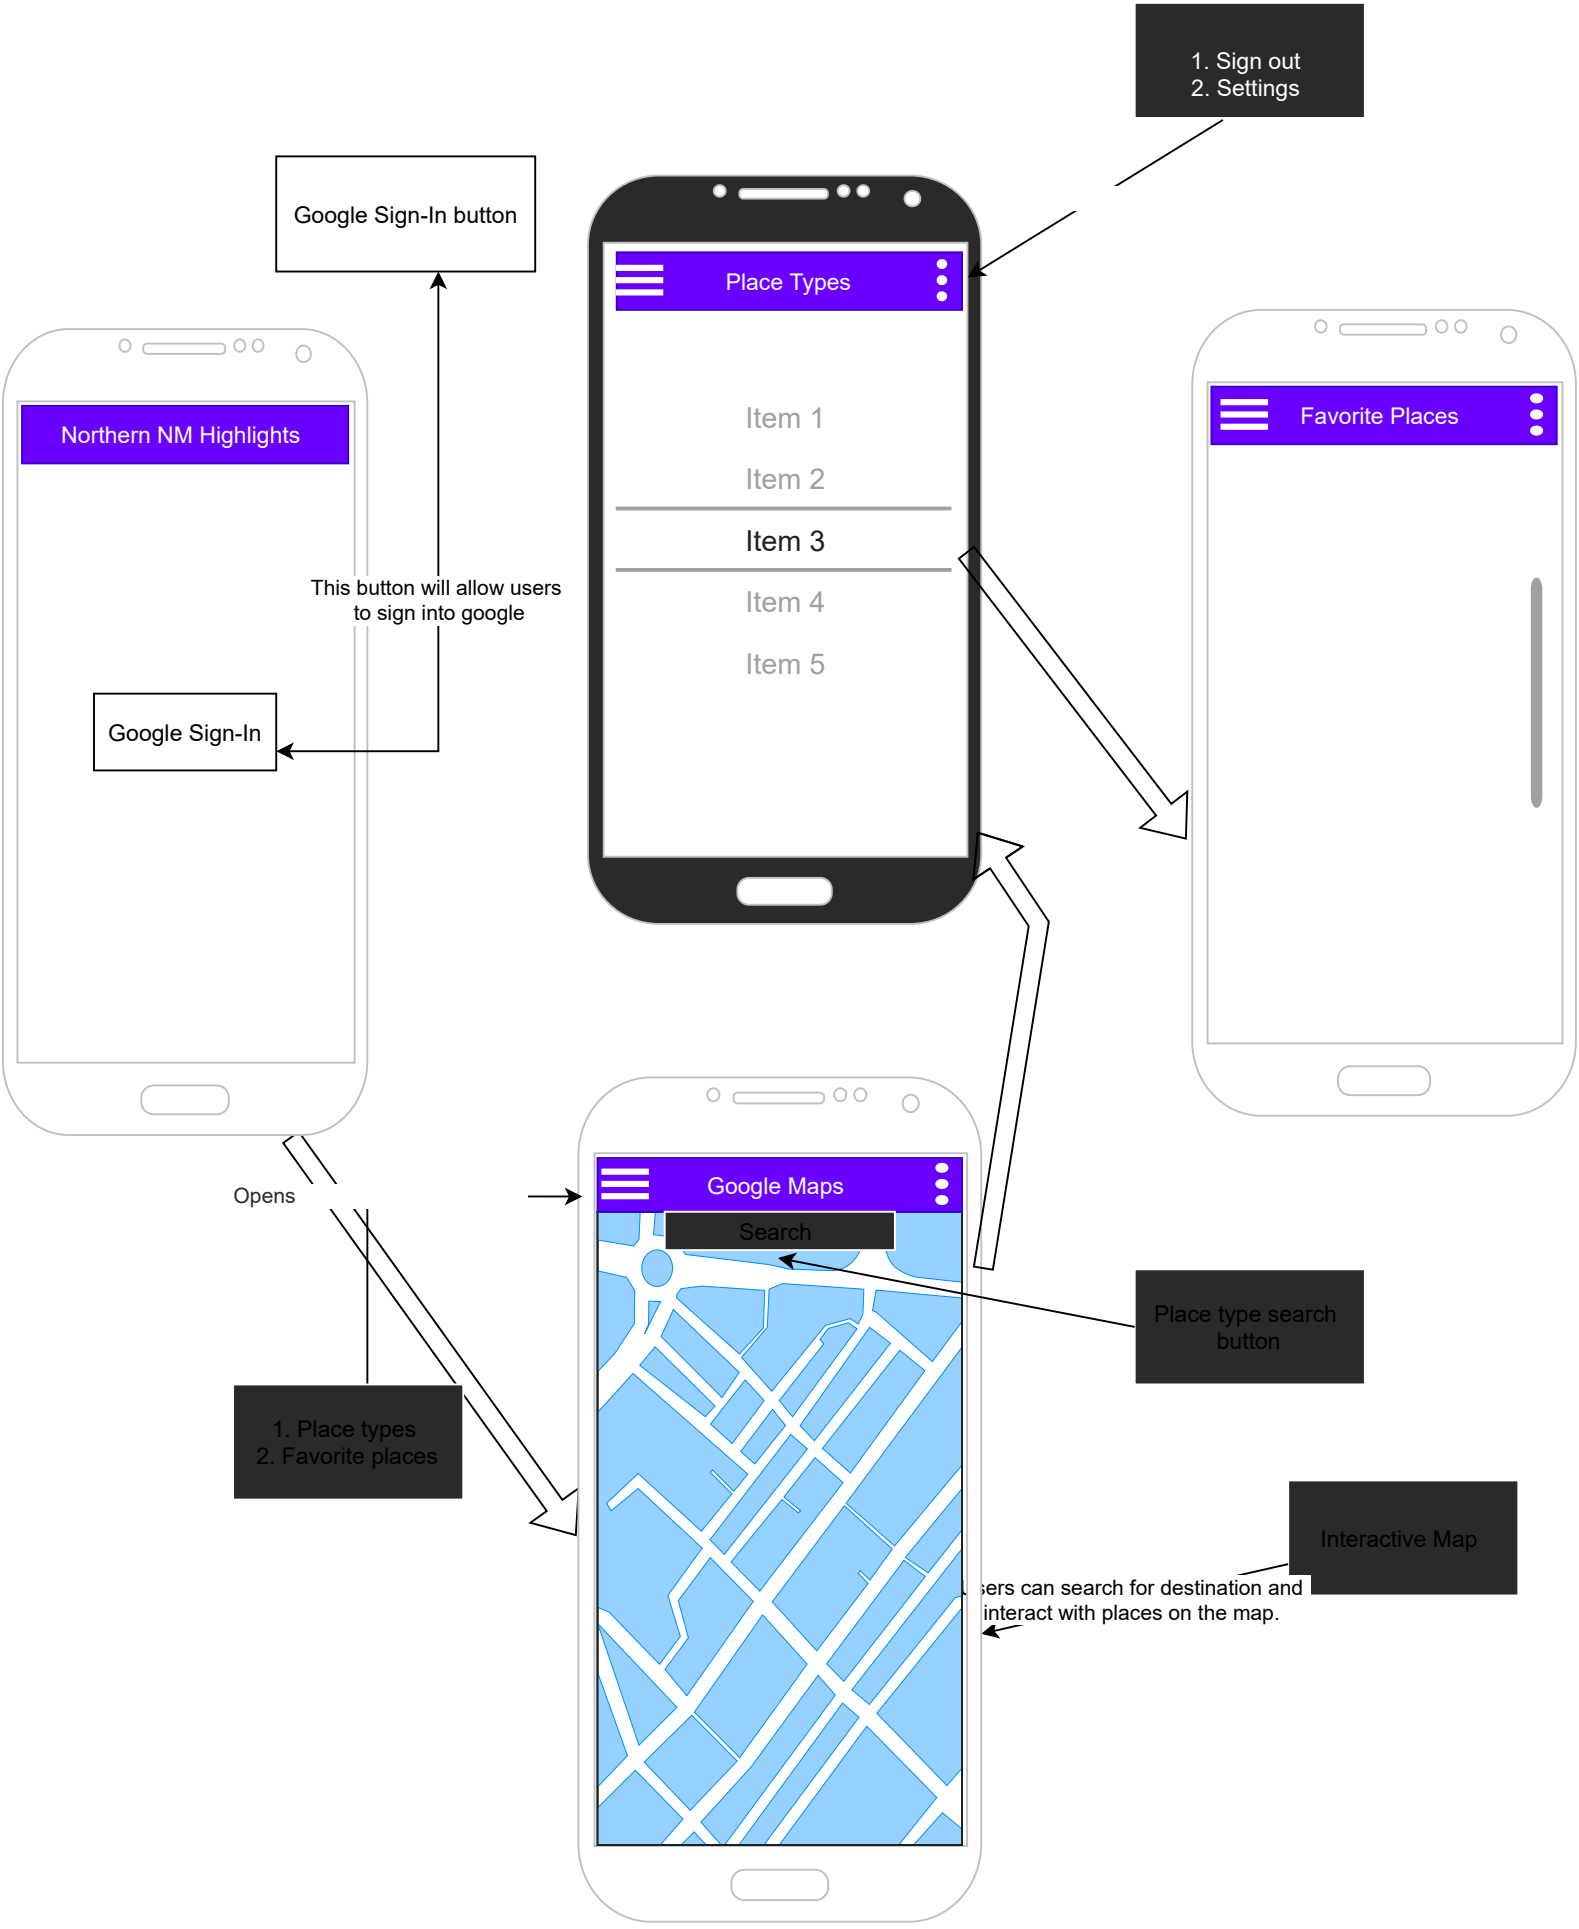 1. Sign out
2. Settings
Google Sign-In button
Place Types
Item 1
Item 2
Item 3
Item 4
Item 5
Favorite Places
Northern NM Highlights
This button will allow users
to sign into google
Google Sign-In
Opens
Google Maps
Search
Place type search
button
1. Place types
2. Favorite places
Interactive Map
sers can search for destination and
interact with places on the map.